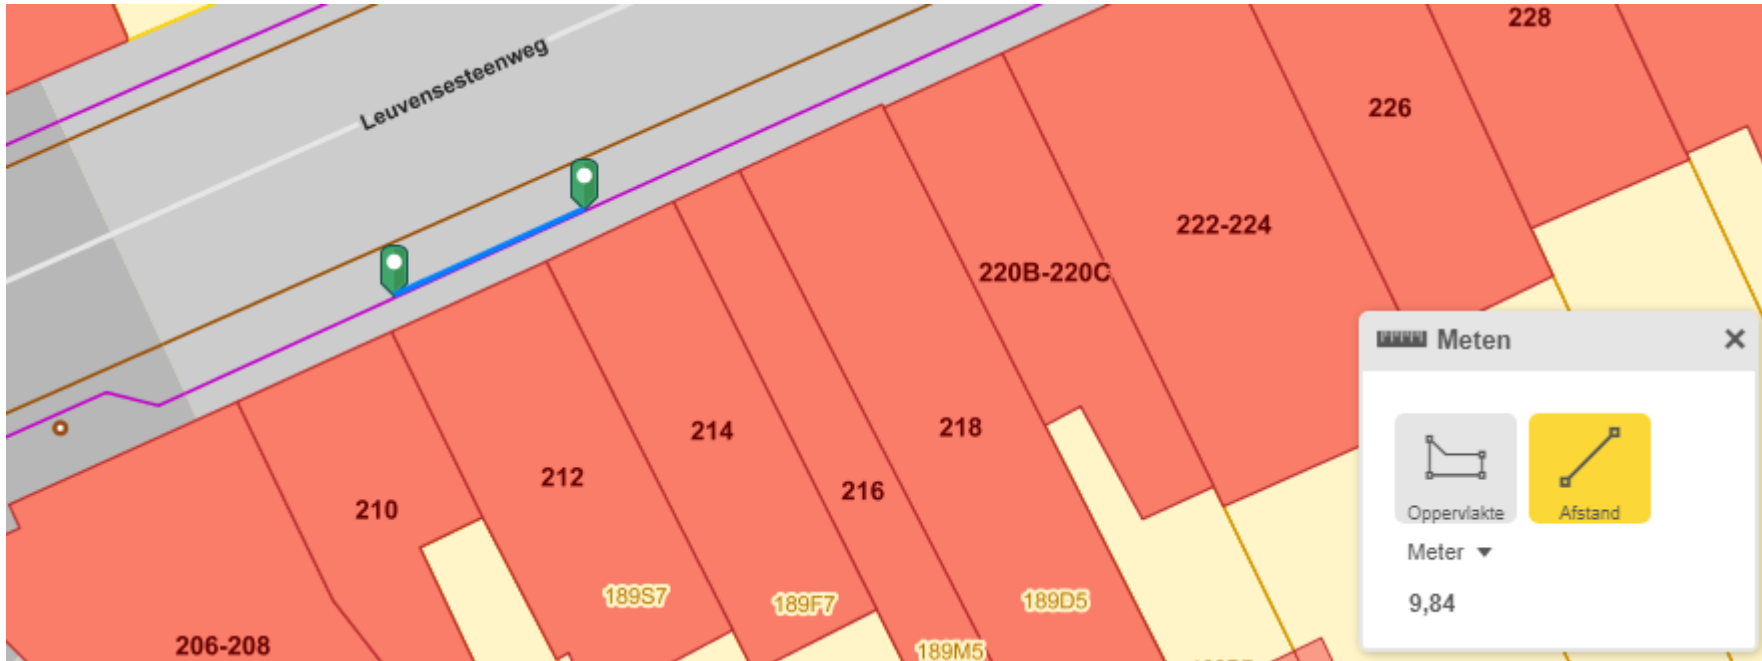 228
Leuvensesteenweg
226
222-224
220B-220C
Meten
214
218
212
216
210
Oppervlakte
Afstand
Meter
189S7
189F7
189D5
9,84
206-208
189M5